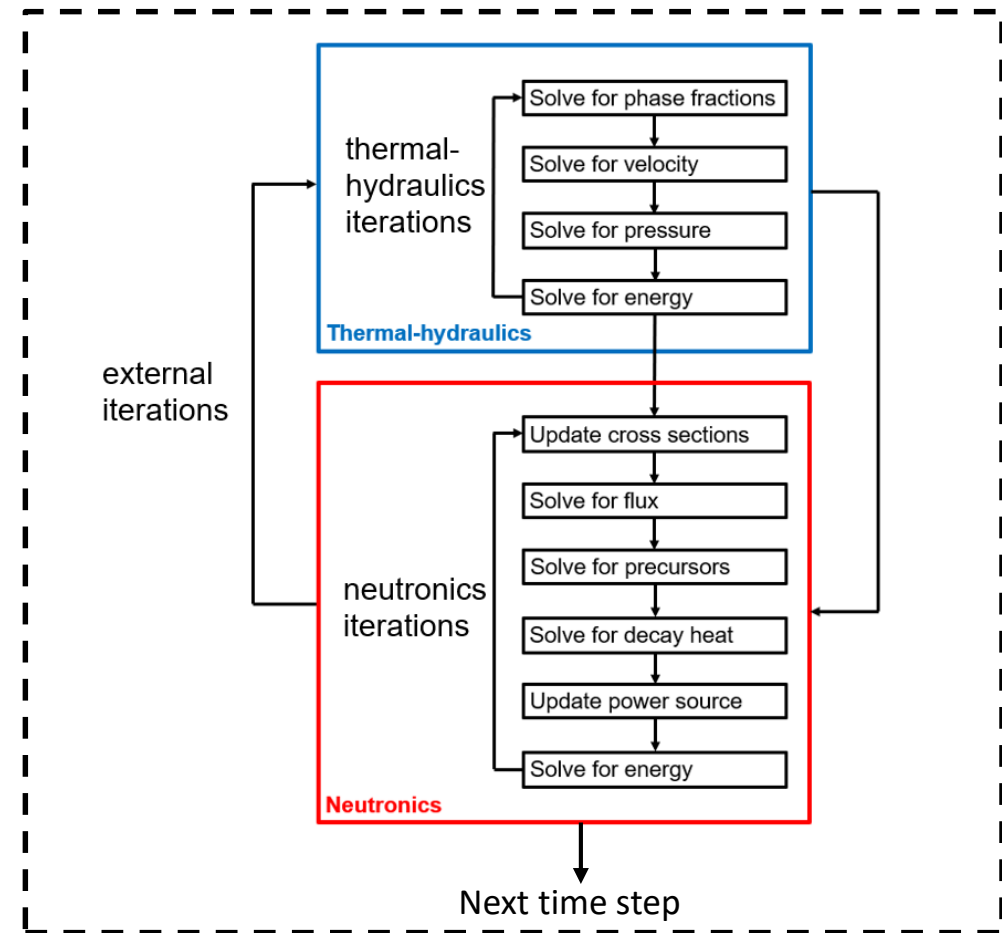 Solve for phase fractions
thermal-
hydraulics
iterations
Solve for velocity
Solve for pressure
Solve for energy
Thermal-hydraulics
external
iterations
Update cross sections
Solve for flux
Solve for precursors
neutronics
iterations
Solve for decay heat
Update power source
Solve for energy
Neutronics
Next time step